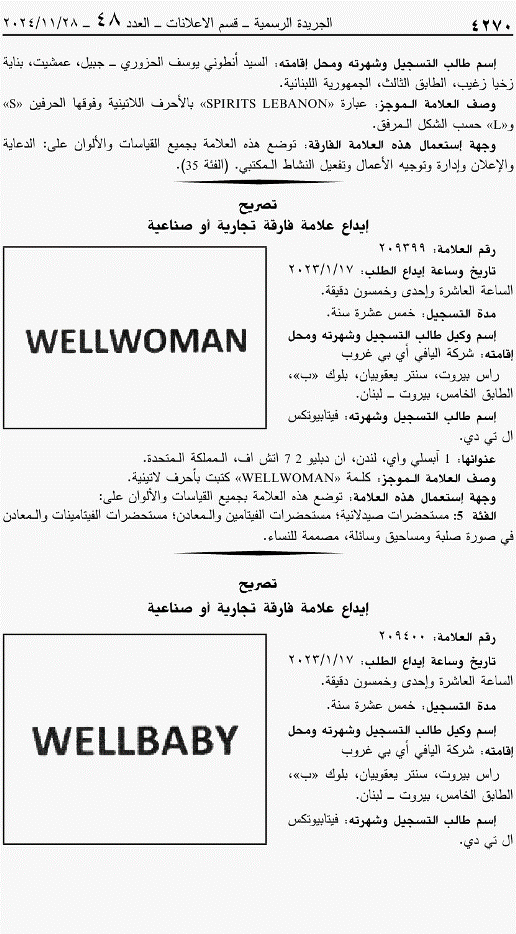 ٤٢٧٠ الجريدة الرسمية ــ قسم الاعلانات ــ العدد ٤٨ ــ ٢٠٢٤/١١/٢٨
إسم طالب التسجيل وشهرته ومحل إقامته: السيد أنطوني يوسف الحزوري ــ جبيل، عمشيت، بناية
زخيا زغيب، الطابق الثالث، الجمهورية اللبنانية.
وصف العلامة الموجز: عبارة «SPIRITS LEBANON» بالأحرف اللاتينية وفوقها الحرفين «S»
و«L» حسب الشكل المرفق.
وجهة إستعمال هذه العلامة الفارقة: توضع هذه العلامة بجميع القياسات والألوان على: الدعاية
والإعلان وإدارة وتوجيه الأعمال وتفعيل النشاط المكتبي. (الفئة 35).
تصريح
إيداع علامة فارقة تجارية أو صناعية
رقم العلامة: ٢٠٩٣٩٩
تاريخ وساعة إيداع الطلب: ٢٠٢٣/١/١٧
الساعة العاشرة وإحدى وخمسون دقيقة.
مدة التسجيل: خمس عشرة سنة.
إسم وكيل طالب التسجيل وشهرته ومحل
إقامته: شركة اليافي أي بي غروب
راس بيروت، سنتر يعقوبيان، بلوك «ب»،
الطابق الخامس، بيروت ــ لبنان.
إسم طالب التسجيل وشهرته: فيتابيوتكس
ال تي دي.
WELLWOMAN
عنوانها: 1 أبسلي واي، لندن، ان دبليو 2 7 اتش اف، المملكة المتحدة.
وصف العلامة الموجز: كلمة «WELLWOMAN» كتبت بأحرف لاتينية.
وجهة إستعمال هذه العلامة: توضع هذه العلامة بجميع القياسات والألوان على:
الفئة 5: مستحضرات صيدلانية؛ مستحضرات الفيتامين والمعادن؛ مستحضرات الفيتامينات والمعادن
في صورة صلبة ومساحيق وسائلة، مصممة للنساء.
تصريح
إيداع علامة فارقة تجارية أو صناعية
رقم العلامة: ٢٠٩٤٠٠
تاريخ وساعة إيداع الطلب: ٢٠٢٣/١/١٧
الساعة العاشرة وإحدى وخمسون دقيقة.
مدة التسجيل: خمس عشرة سنة.
إسم وكيل طالب التسجيل وشهرته ومحل
إقامته: شركة اليافي أي بي غروب
راس بيروت، سنتر يعقوبيان، بلوك «ب»،
الطابق الخامس، بيروت ــ لبنان.
إسم طالب التسجيل وشهرته: فيتابيوتكس
ال تي دي.
WELLBABY